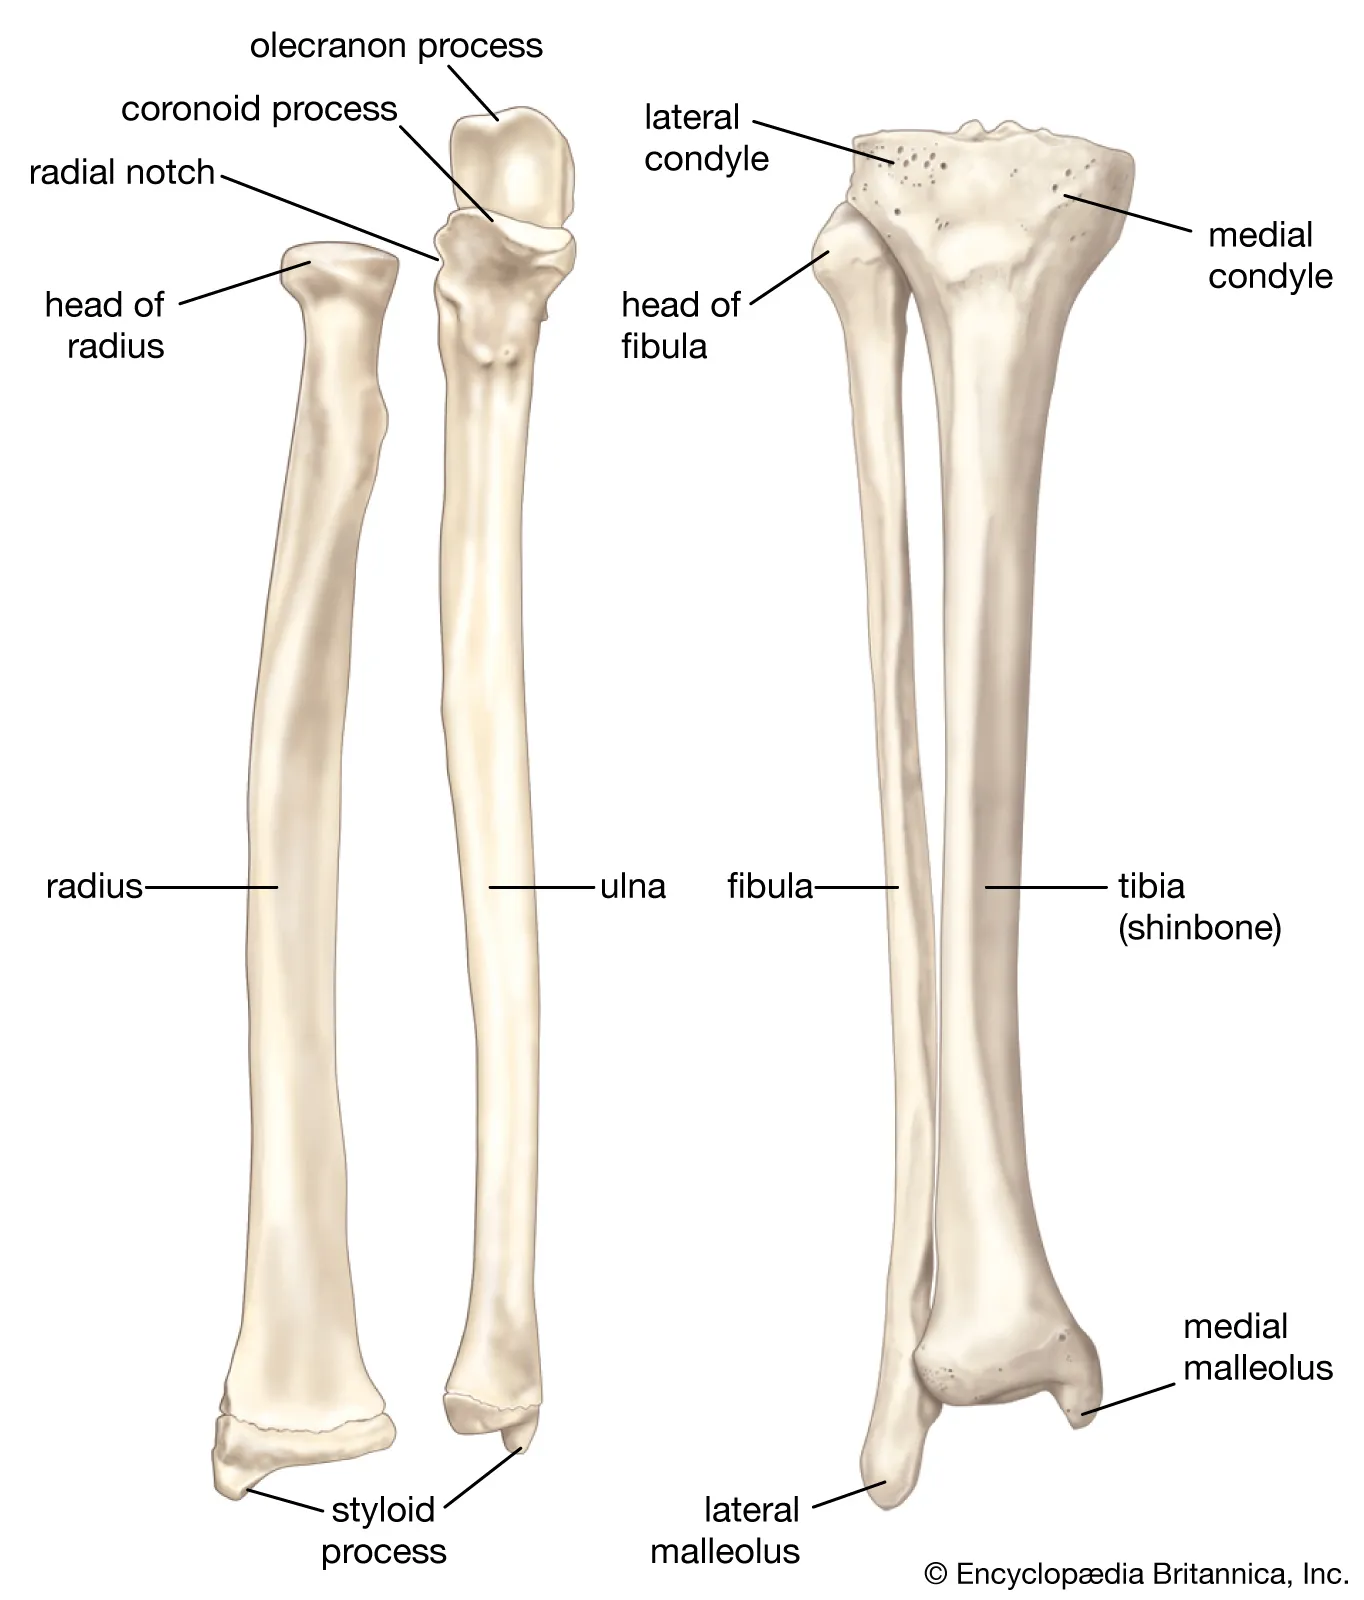 olecranon process
coronoid process
radial notch
head of
radius
radius
ulna
styloid
process
lateral
condyle
medial
condyle
head of
fibula
fibula
tibia
(shinbone)
medial
malleolus
lateral
malleolus
© Encyclopædia Britannica, Inc.